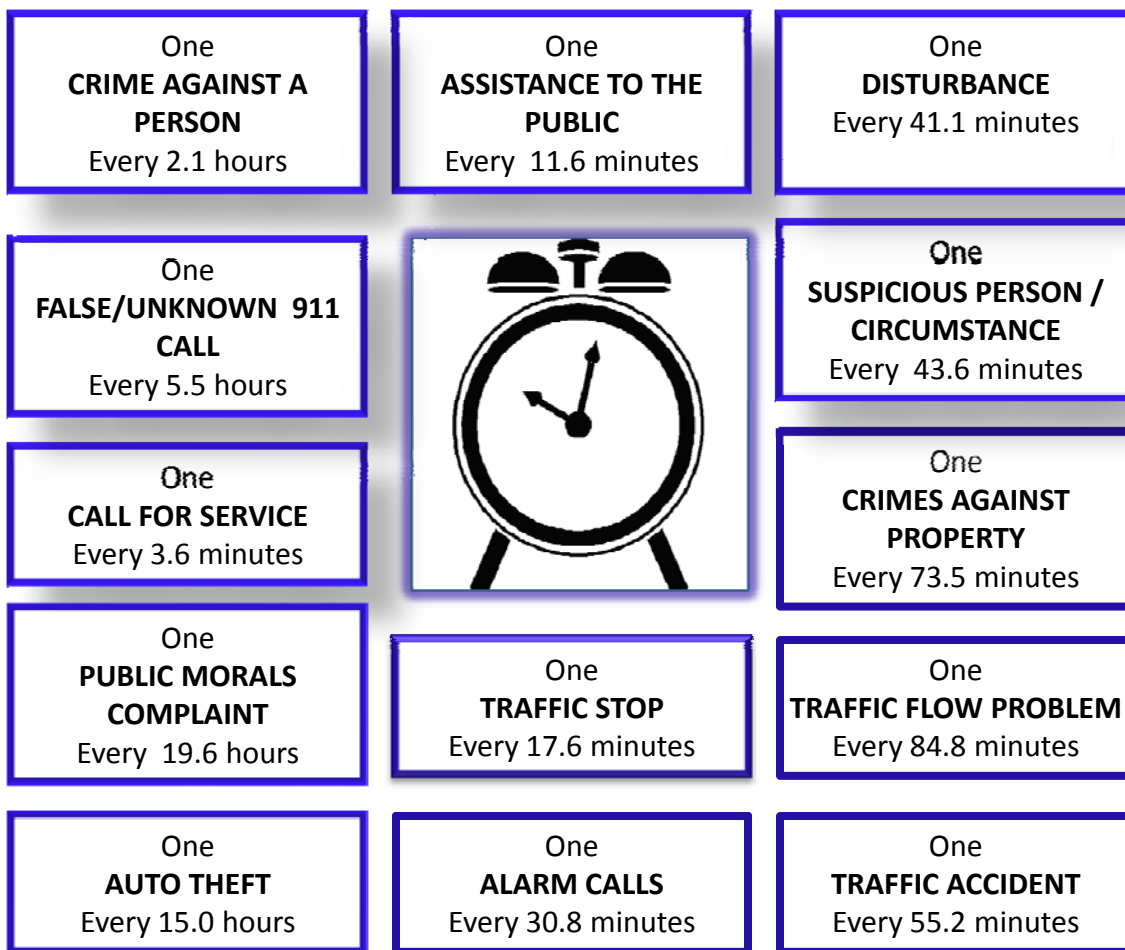 One
CRIME AGAINST A
PERSON
Every 2.1 hours
One
ASSISTANCE TO THE
PUBLIC
Every 11.6 minutes
One
DISTURBANCE
Every 41.1 minutes
One
FALSE/UNKNOWN 911
CALL
Every 5.5 hours
One
SUSPICIOUS PERSON /
CIRCUMSTANCE
Every 43.6 minutes
One
CALL FOR SERVICE
Every 3.6 minutes
One
CRIMES AGAINST
PROPERTY
Every 73.5 minutes
One
PUBLIC MORALS
COMPLAINT
Every 19.6 hours
One
TRAFFIC STOP
Every 17.6 minutes
One
TRAFFIC FLOW PROBLEM
Every 84.8 minutes
One
AUTO THEFT
Every 15.0 hours
One
ALARM CALLS
Every 30.8 minutes
One
TRAFFIC ACCIDENT
Every 55.2 minutes